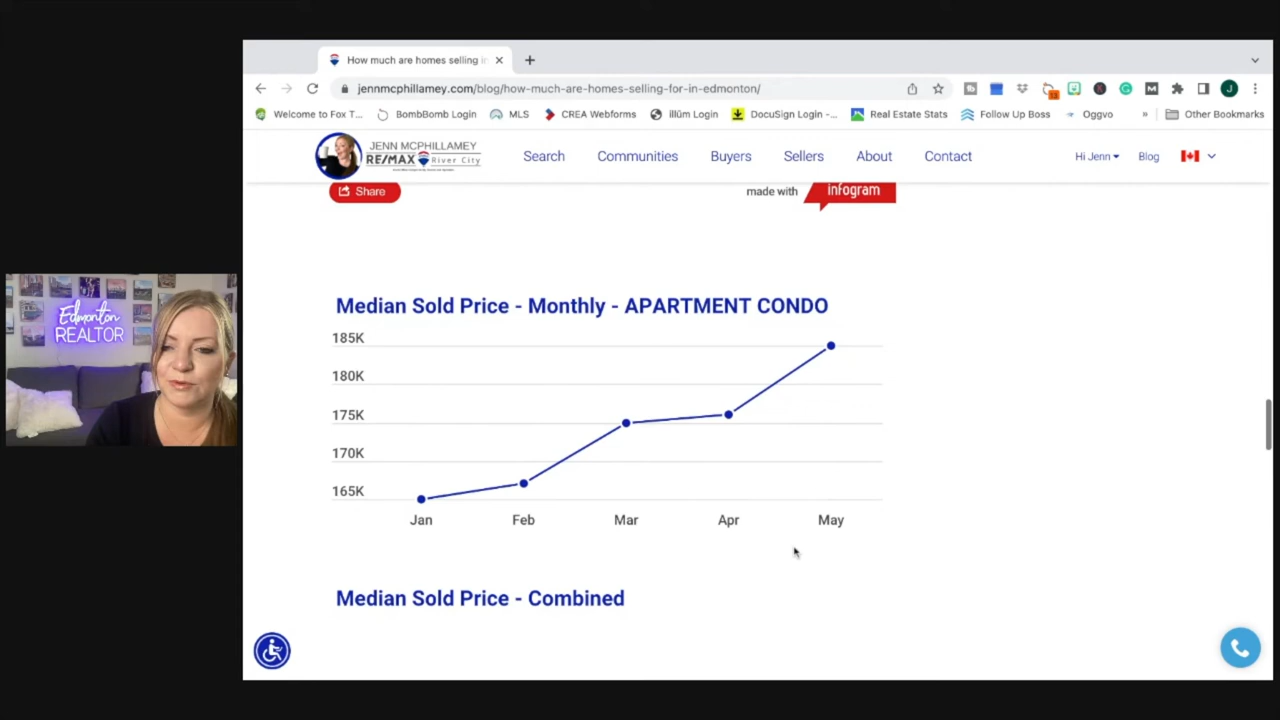 How much are homes selling in
jennmcphillamey.com/blog/how-much-are-homes-selling-for-in-edmonton/
13
M
J
Welcome to Fox T...
BombBomb Login
MLS
CREA Webforms
illūm Login
DocuSign Login -...
Real Estate Stats
Follow Up Boss
Oggvo
»
Other Bookmarks
JENN MCPHILLAMEY
RE/MAX River City
Search
Communities
Buyers
Sellers
About
Contact
Hi Jenn
Blog
Share
made with
infogram
Edmonton
REALTOR
Median Sold Price - Monthly - APARTMENT CONDO
185K
180K
175K
170K
165K
Jan Feb Mar Apr May
Median Sold Price - Combined